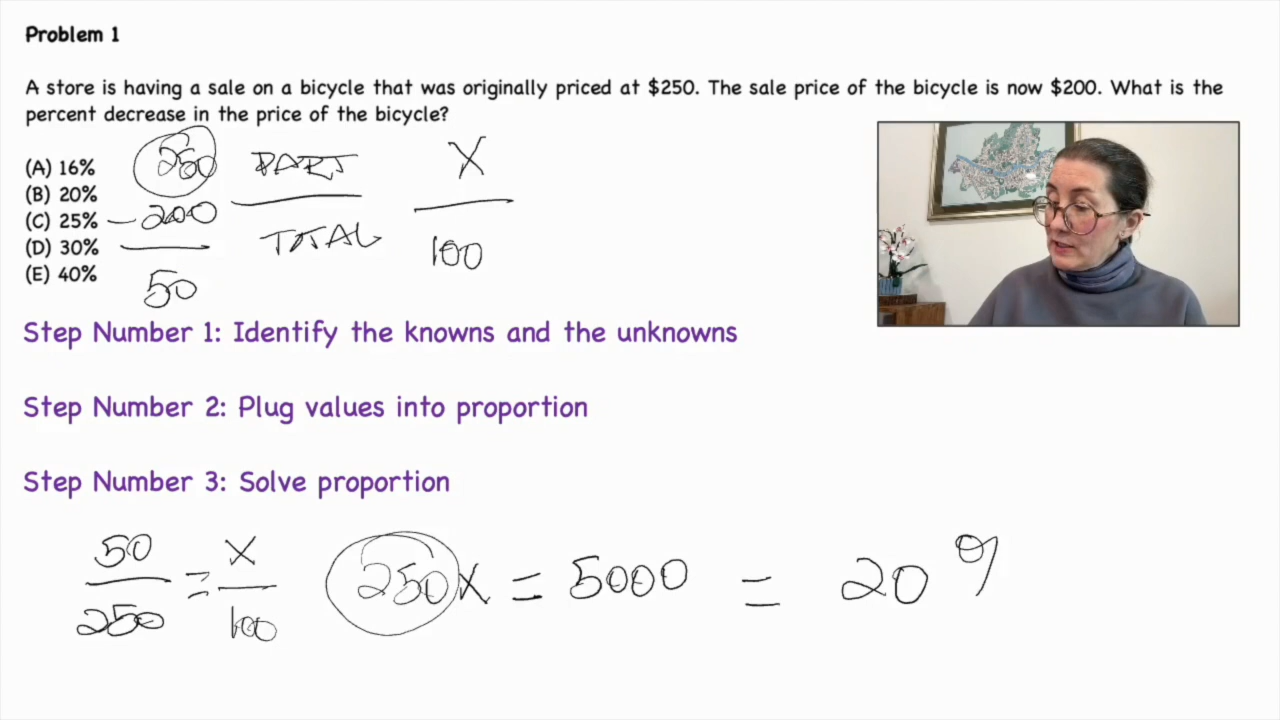 Problem 1
A store is having a sale on a bicycle that was originally priced at $250. The sale price of the bicycle is now $200. What is the
percent decrease in the price of the bicycle?
(A) 16%
(B) 20%
(C) 25%
(D) 30%
(E) 40%
250
- 200
50
PART
TOTAL
X
100
Step Number 1: Identify the knowns and the unknowns
Step Number 2: Plug values into proportion
Step Number 3: Solve proportion
50
250
=
X
100
250X = 5000 = 20 %